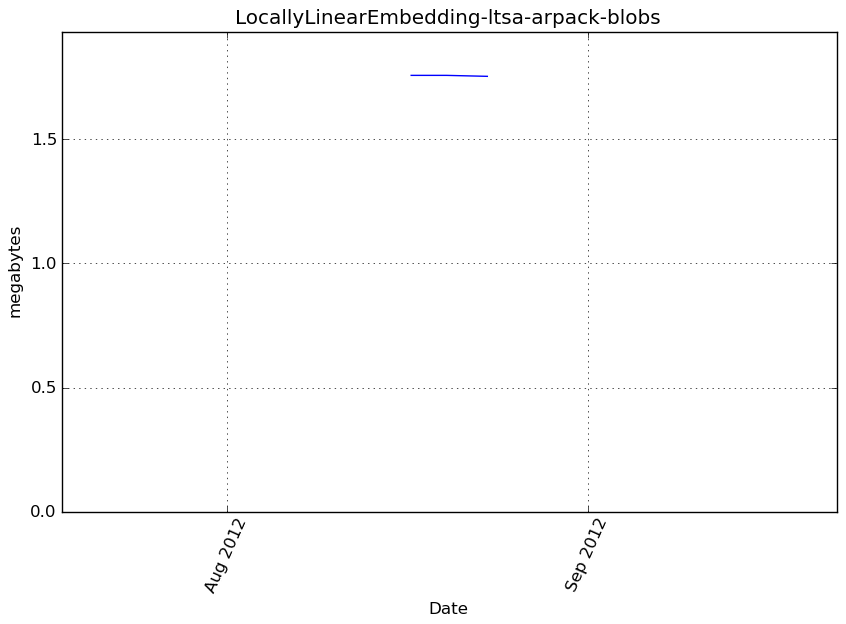 LocallyLinearEmbedding-ltsa-arpack-blobs
megabytes
1.5
1.0
0.5
0.0
Aug 2012
Sep 2012
Date